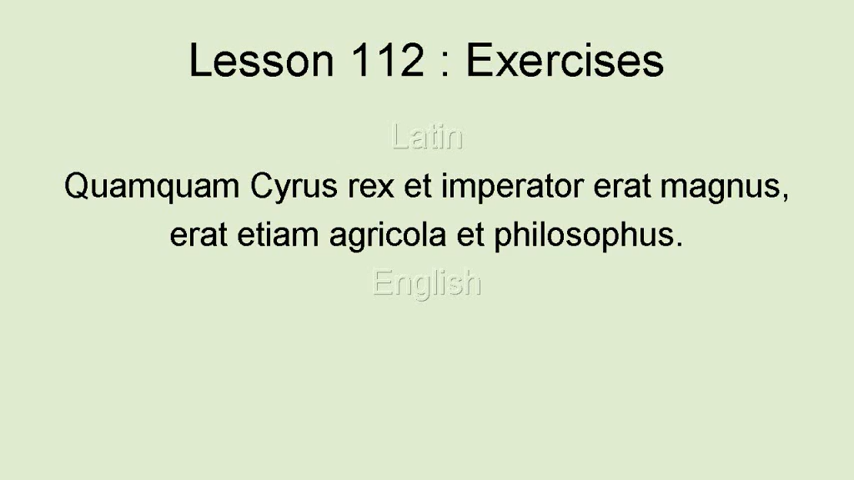 Lesson 112 : Exercises
Latin
Quamquam Cyrus rex et imperator erat magnus,
erat etiam agricola et philosophus.
English